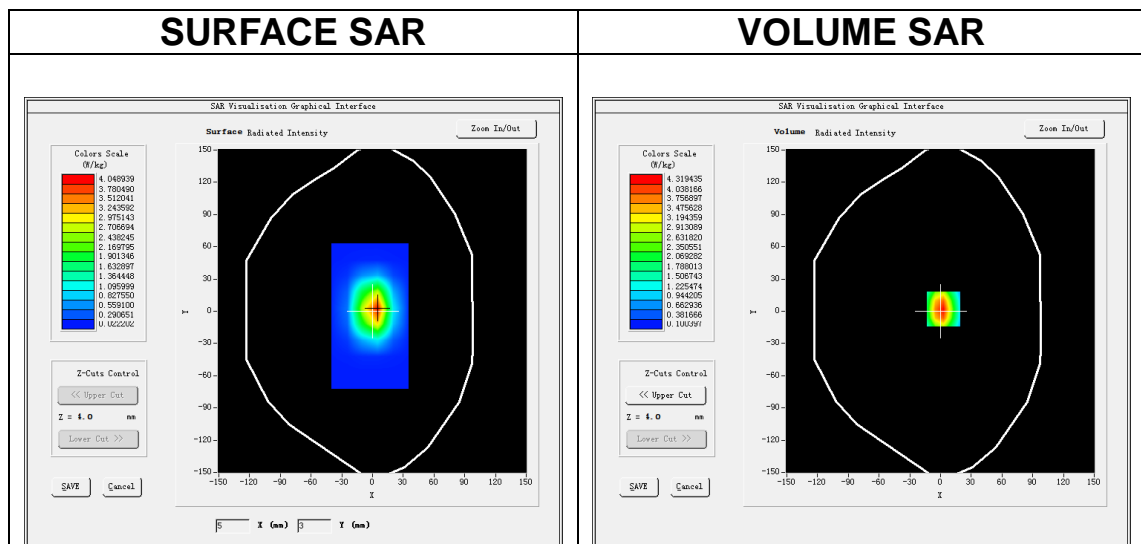 SURFACE SAR
VOLUME SAR
SAR Visualisation Graphical Interface
Surface Radiated Intensity
Zoom In/Out
Colors Scale
(W/kg)
4.048939
3.780490
3.512041
3.243592
2.975143
2.706694
2.438245
2.169795
1.901346
1.632897
1.364448
1.095999
0.827550
0.559100
0.290651
0.022202
150
120
90
60
30
0
-30
-60
-90
-120
-150
Y
-150 -120 -90 -60 -30 0 30 60 90 120 150
X
Z-Cuts Control
<< Upper Cut
Z = 4.0 mm
Lower Cut >>
SAVE Cancel
5 X (mm) 3 Y (mm)
SAR Visualisation Graphical Interface
Volume Radiated Intensity
Zoom In/Out
Colors Scale
(W/kg)
4.319435
4.038166
3.756897
3.475628
3.194359
2.913089
2.631820
2.350551
2.069282
1.788013
1.506743
1.225474
0.944205
0.662936
0.381666
0.100397
150
120
90
60
30
0
-30
-60
-90
-120
-150
Y
-150 -120 -90 -60 -30 0 30 60 90 120 150
X
Z-Cuts Control
<< Upper Cut
Z = 4.0 mm
Lower Cut >>
SAVE Cancel